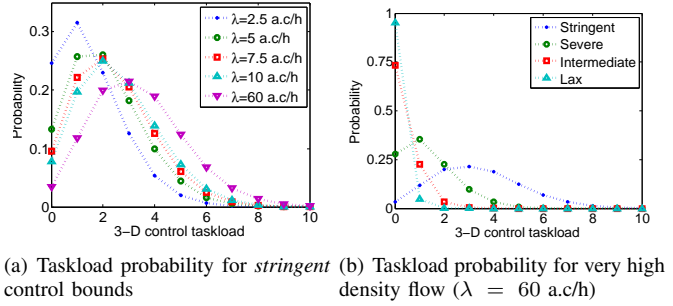 0.3
0.2
0.1
0
Probability
0 2 4 6 8 10
3-D control taskload
λ=2.5 a.c/h
λ=5 a.c/h
λ=7.5 a.c/h
λ=10 a.c/h
λ=60 a.c/h
1
0.75
0.5
0.25
0
Probability
0 2 4 6 8 10
3-D control taskload
Stringent
Severe
Intermediate
Lax
(a) Taskload probability for stringent
control bounds
(b) Taskload probability for very high
density flow (λ = 60 a.c/h)